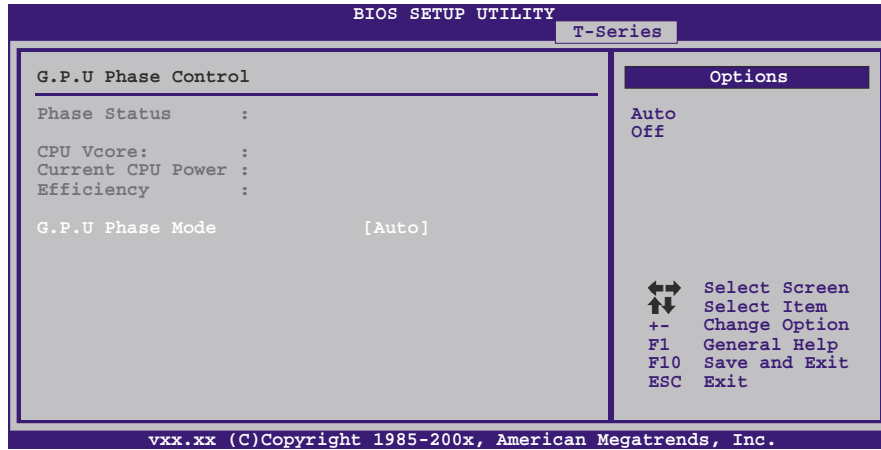 BIOS SETUP UTILITY
T-Series
G.P.U Phase Control
Phase Status :
CPU Vcore: :
Current CPU Power :
Efficiency :
G.P.U Phase Mode [Auto]
Options
Auto
Off
Select Screen
Select Item
+- Change Option
F1 General Help
F10 Save and Exit
ESC Exit
vxx.xx (C)Copyright 1985-200x, American Megatrends, Inc.